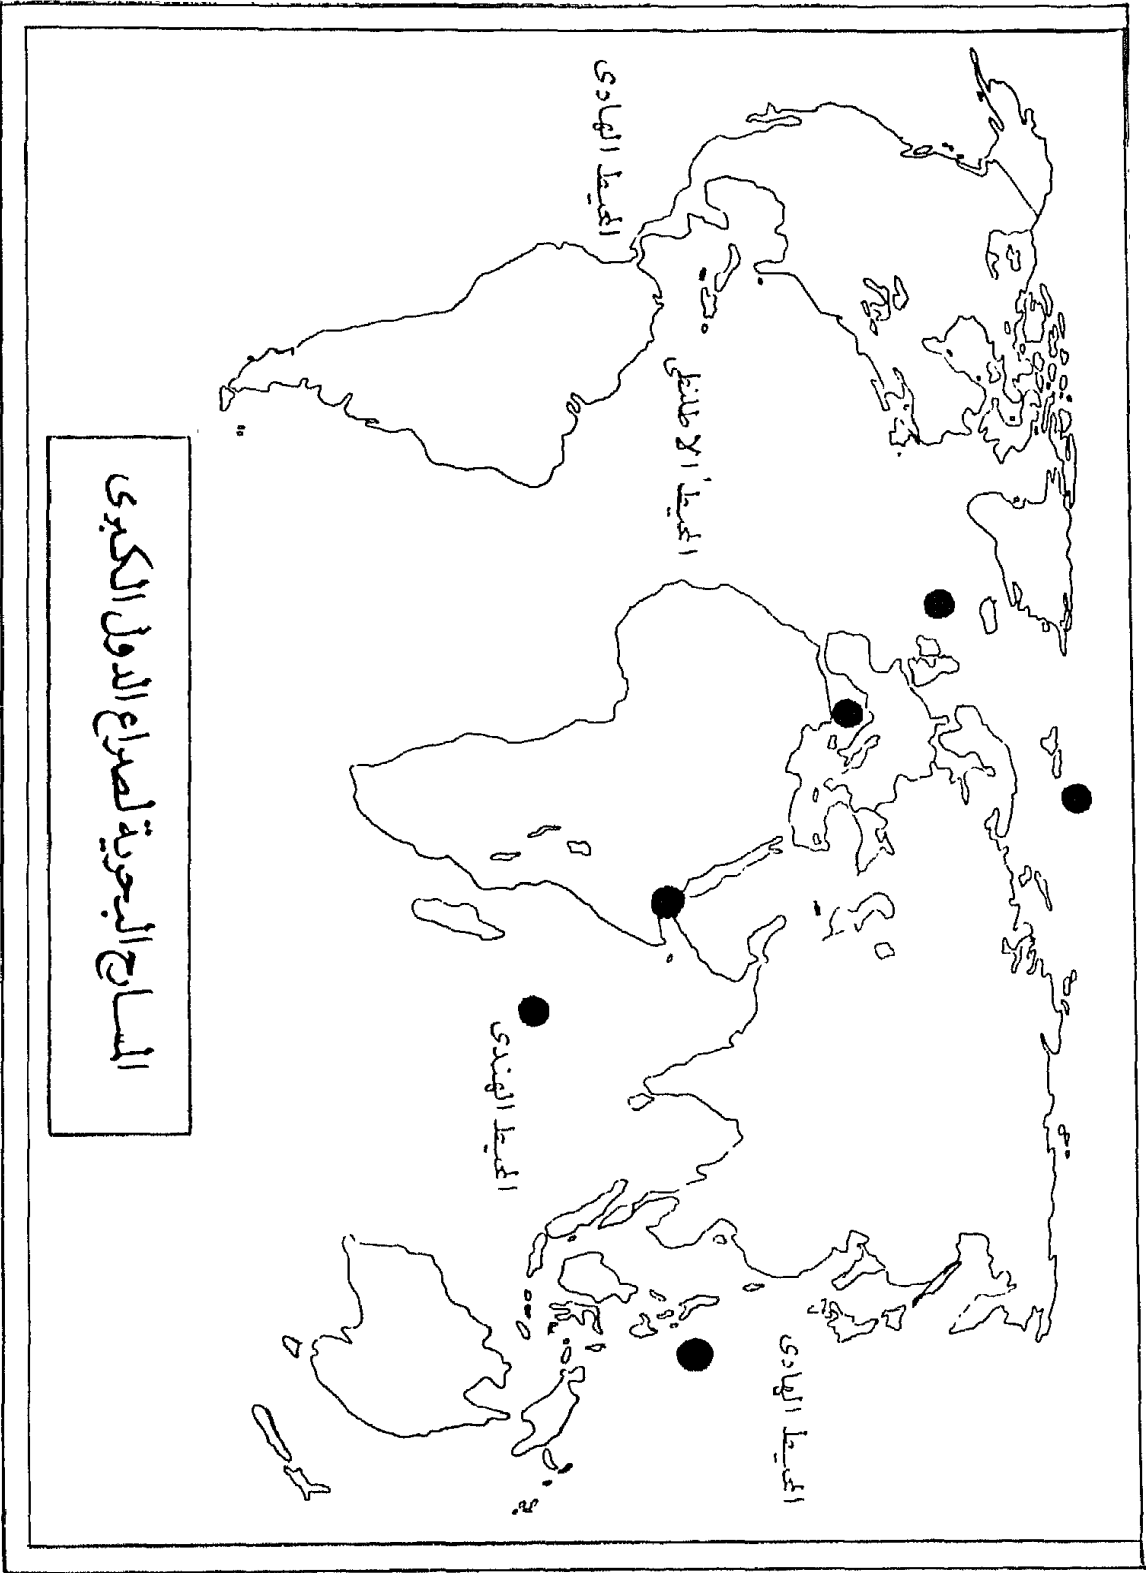 المحيط الهادى
المحيط الأطلنطى
المحيط الهندى
المحيط الهادى
المسارح البحرية لصراع الدول الكبرى